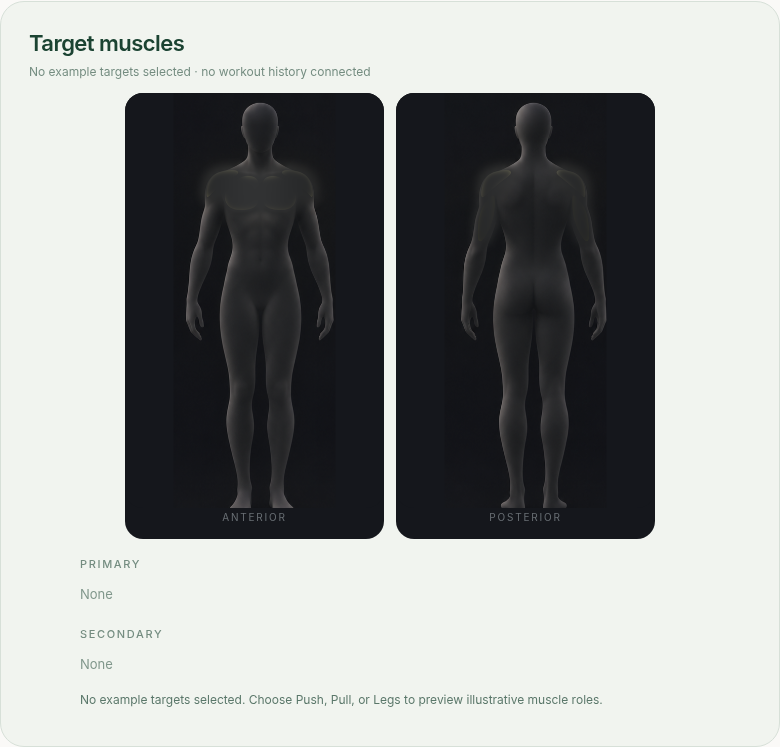 Target muscles
No example targets selected · no workout history connected
ANTERIOR
POSTERIOR
PRIMARY
None
SECONDARY
None
No example targets selected. Choose Push, Pull, or Legs to preview illustrative muscle roles.